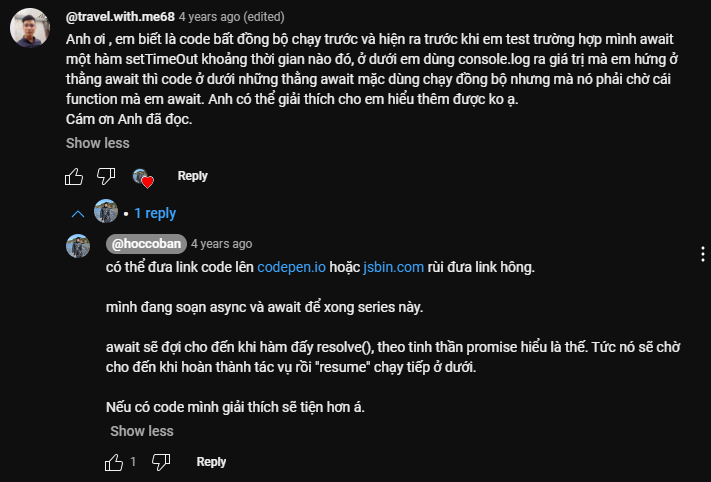 @travel.with.me68 4 years ago (edited)
Anh ơi , em biết là code bất đồng bộ chạy trước và hiện ra trước khi em test trường hợp mình await
một hàm setTimeOut khoảng thời gian nào đó, ở dưới em dùng console.log ra giá trị mà em hứng ở
thằng await thì code ở dưới những thằng await mặc dùng chạy đồng bộ nhưng mà nó phải chờ cái
function mà em await. Anh có thể giải thích cho em hiểu thêm được ko ạ.
Cám ơn Anh đã đọc.
Show less
Reply
• 1 reply
@hoccoban 4 years ago
có thể đưa link code lên codepen.io hoặc jsbin.com rùi đưa link hông.
mình đang soạn async và await để xong series này.
await sẽ đợi cho đến khi hàm đấy resolve(), theo tinh thần promise hiểu là thế. Tức nó sẽ chờ
cho đến khi hoàn thành tác vụ rồi "resume" chạy tiếp ở dưới.
Nếu có code mình giải thích sẽ tiện hơn á.
Show less
1 Reply